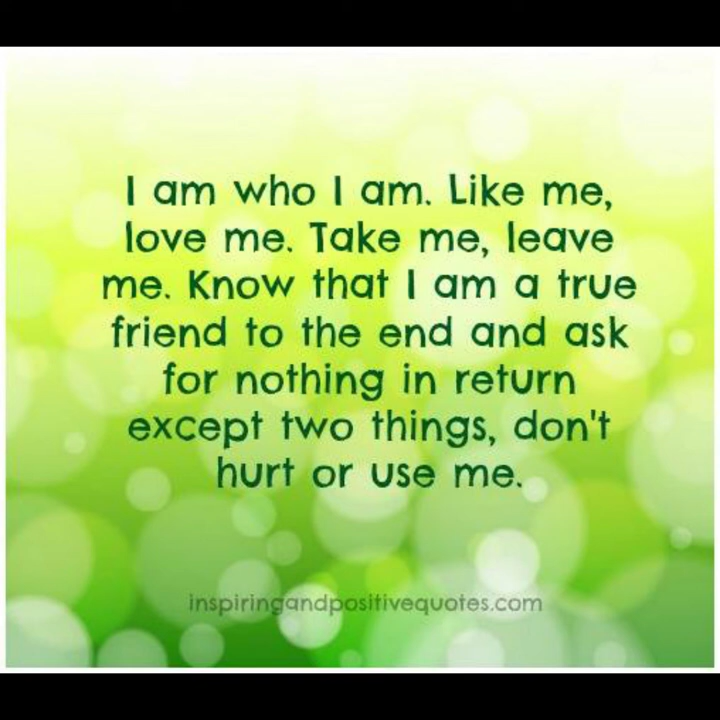 I am who I am. Like me,
love me. Take me, leave
me. Know that I am a true
friend to the end and ask
for nothing in return
except two things, don't
hurt or use me.
inspiringandpositivequotes.com